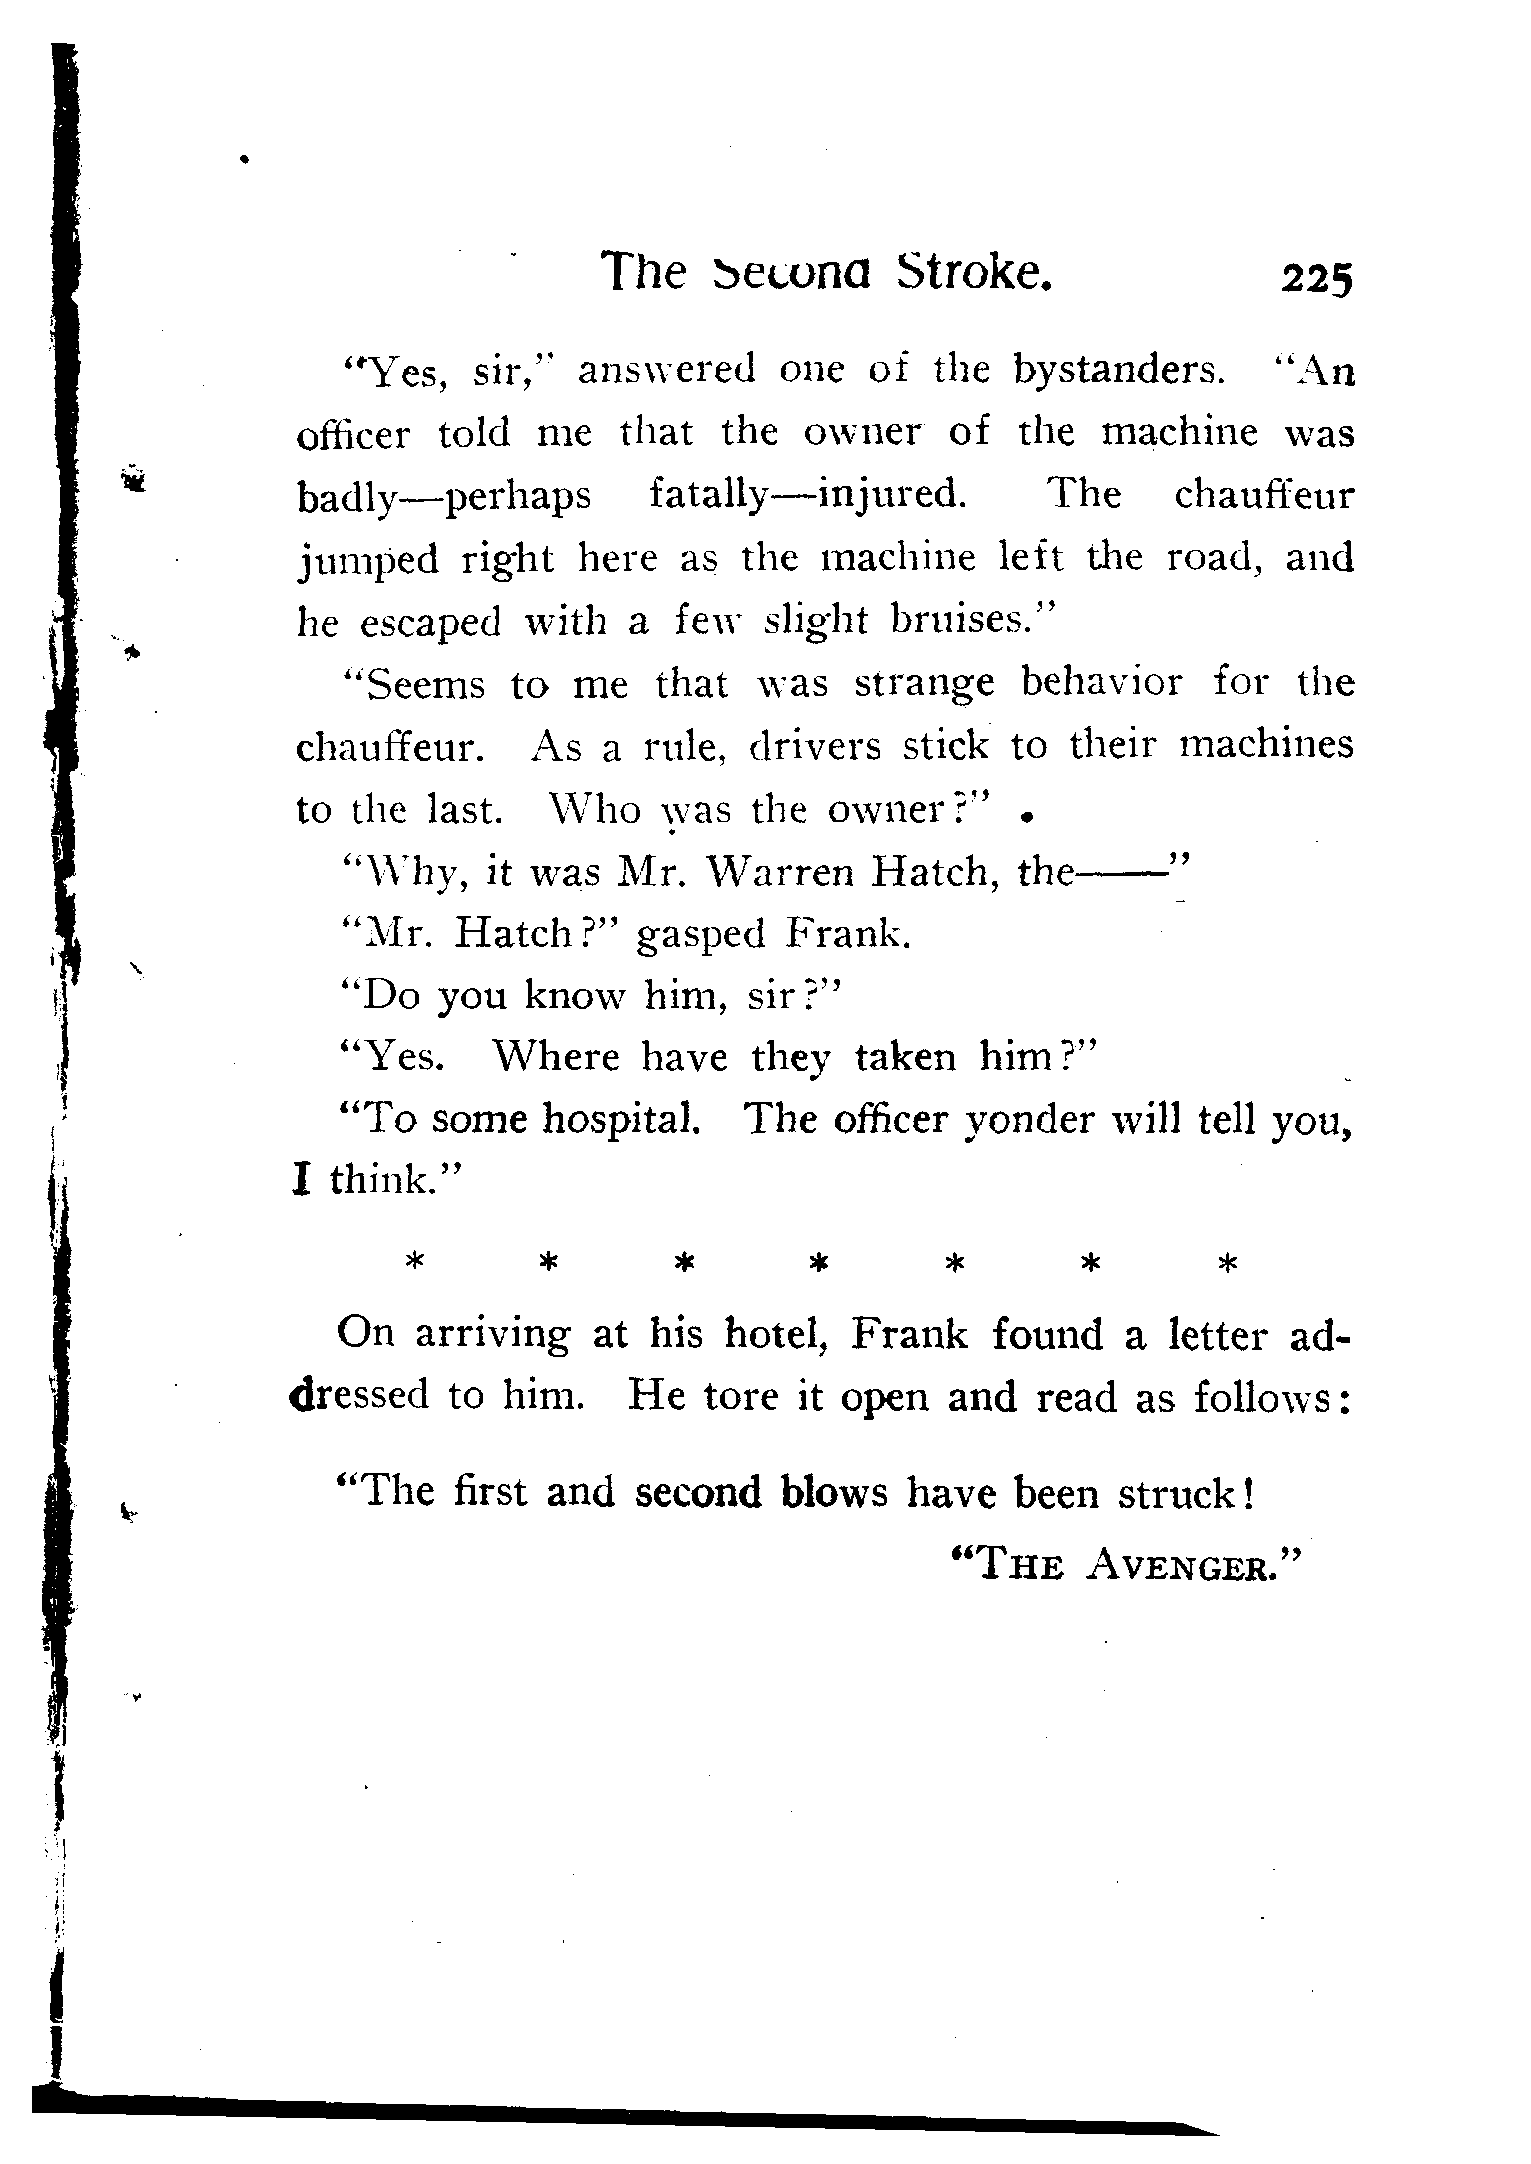 The Second Stroke. 225
“Yes, sir,” answered one of the bystanders. “An
officer told me that the owner of the machine was
badly—perhaps fatally—injured. The chauffeur
jumped right here as the machine left the road, and
he escaped with a few slight bruises.”
“Seems to me that was strange behavior for the
chauffeur. As a rule, drivers stick to their machines
to the last. Who was the owner?”
“Why, it was Mr. Warren Hatch, the——”
“Mr. Hatch?” gasped Frank.
“Do you know him, sir?”
“Yes. Where have they taken him?”
“To some hospital. The officer yonder will tell you,
I think.”
* * * * * * *
On arriving at his hotel, Frank found a letter ad-
dressed to him. He tore it open and read as follows:
“The first and second blows have been struck!
“THE AVENGER.”